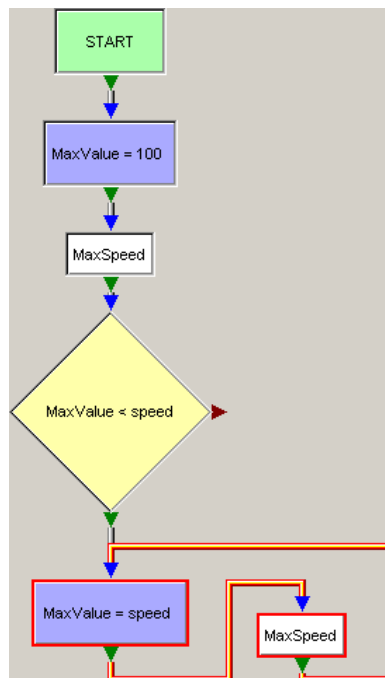 START
MaxValue = 100
MaxSpeed
MaxValue < speed
MaxValue = speed
MaxSpeed